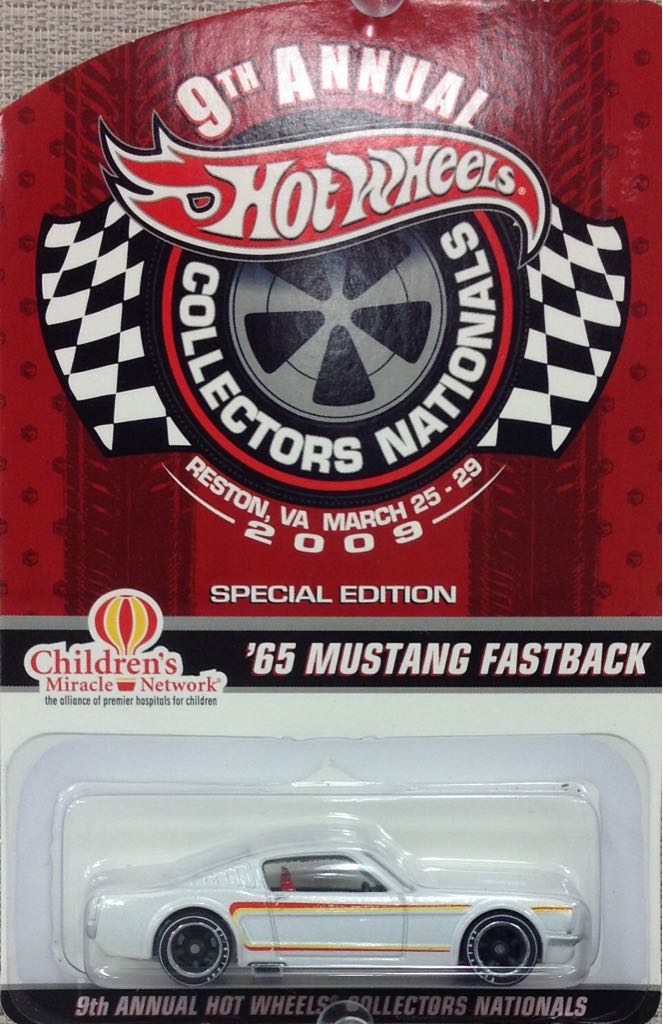 9TH ANNUAL
Hot Wheels®
COLLECTORS NATIONALS
RESTON, VA MARCH 25 - 29
2009
SPECIAL EDITION
'65 MUSTANG FASTBACK
Children's
Miracle Network®
the alliance of premier hospitals for children
9th ANNUAL HOT WHEELS® COLLECTORS NATIONALS